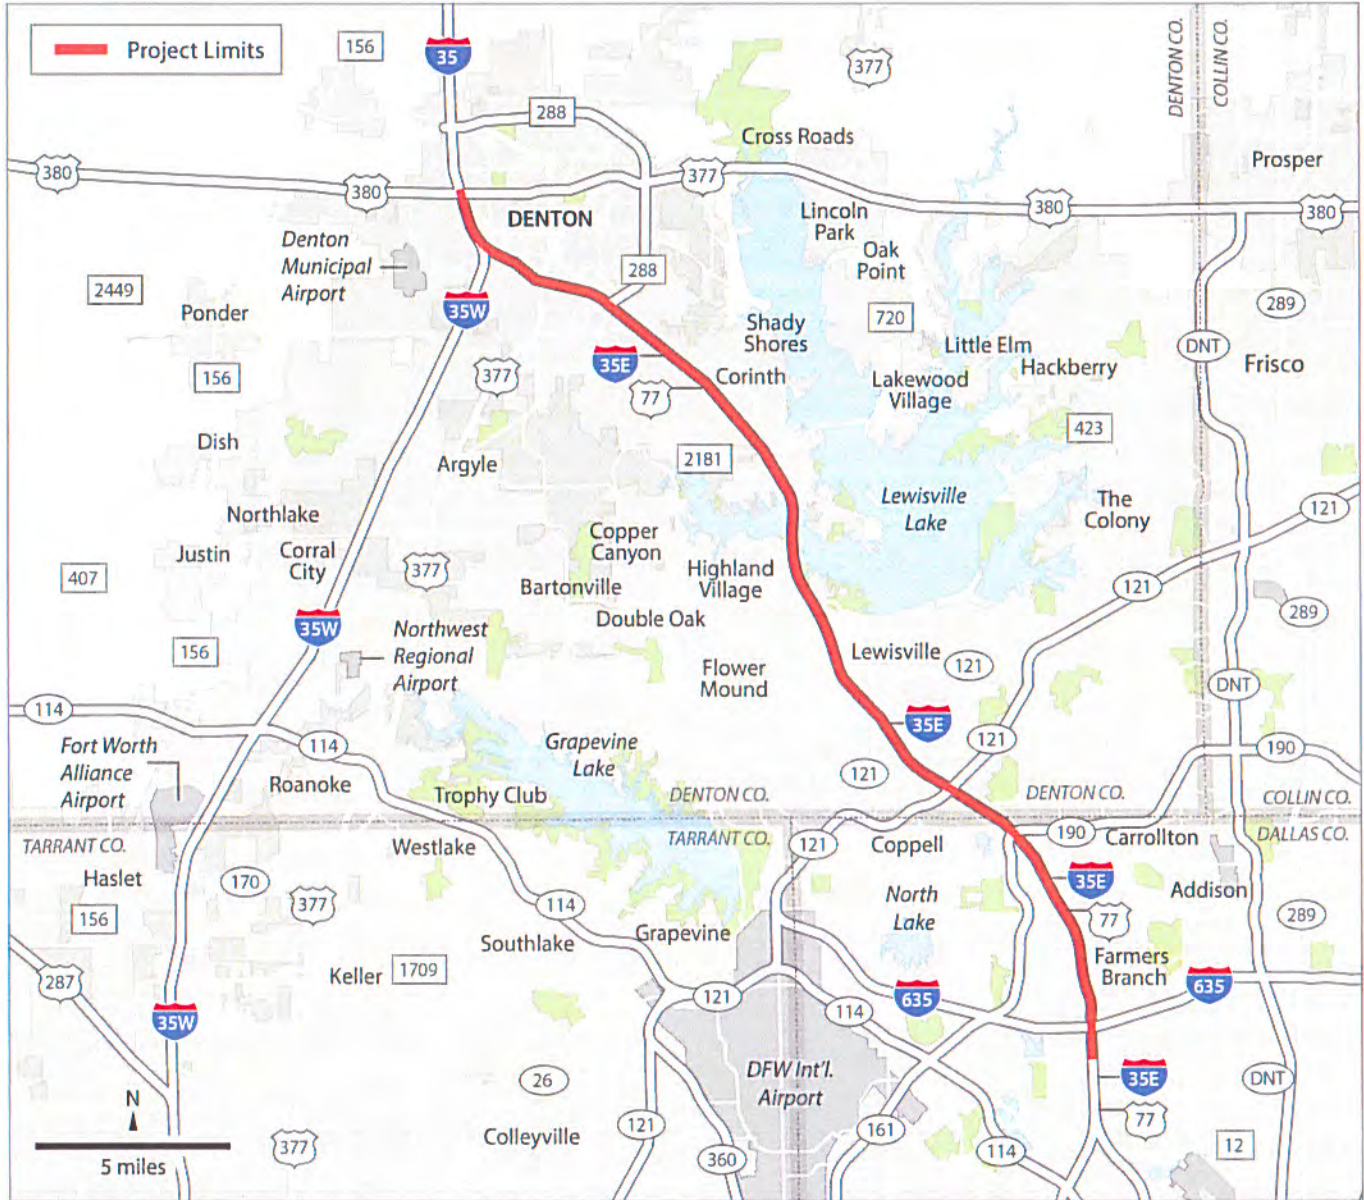 Project Limits
156
35
377
DENTON CO.
COLLIN CO.
288
Cross Roads
Prosper
380
380
377
380
380
DENTON
Lincoln
Park
Oak
Point
Denton
Municipal
Airport
288
2449
Ponder
35W
289
720
Shady
Shores
Little Elm
DNT
Hackberry
Frisco
35E
377
156
Corinth
77
Lakewood
Village
423
Dish
Argyle
2181
Lewisville
Lake
The
Colony
121
Northlake
Justin
Corral
City
Copper
Canyon
377
407
Bartonville
Highland
Village
121
289
Double Oak
35W
Northwest
Regional
Airport
156
Lewisville
121
Flower
Mound
DNT
114
35E
Fort Worth
Alliance
Airport
114
Grapevine
Lake
121
190
121
Roanoke
Trophy Club
DENTON CO.
DENTON CO.
COLLIN CO.
TARRANT CO.
Westlake
TARRANT CO.
121
Coppell
190
Carrollton
DALLAS CO.
Haslet
170
377
35E
Addison
156
114
North
Lake
77
289
Southlake
Grapevine
Farmers
Branch
Keller
1709
287
121
635
635
114
35W
DFW Int'l.
Airport
26
35E
DNT
N
77
5 miles
377
Colleyville
121
360
161
114
12